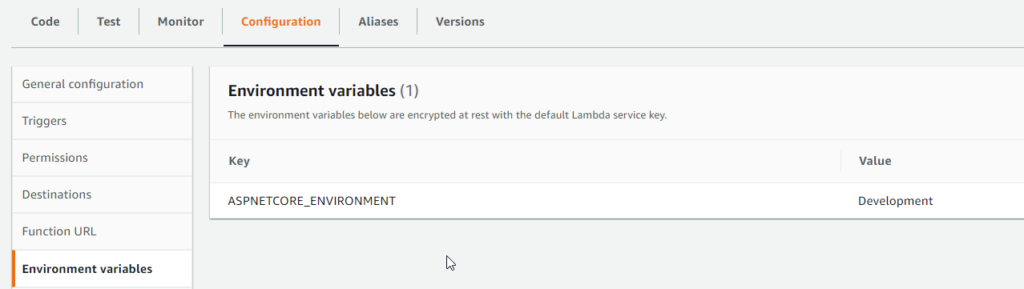 Code Test Monitor Configuration Aliases Versions
General configuration
Triggers
Permissions
Destinations
Function URL
Environment variables
Environment variables (1)
The environment variables below are encrypted at rest with the default Lambda service key.
Key Value
ASPNETCORE_ENVIRONMENT Development